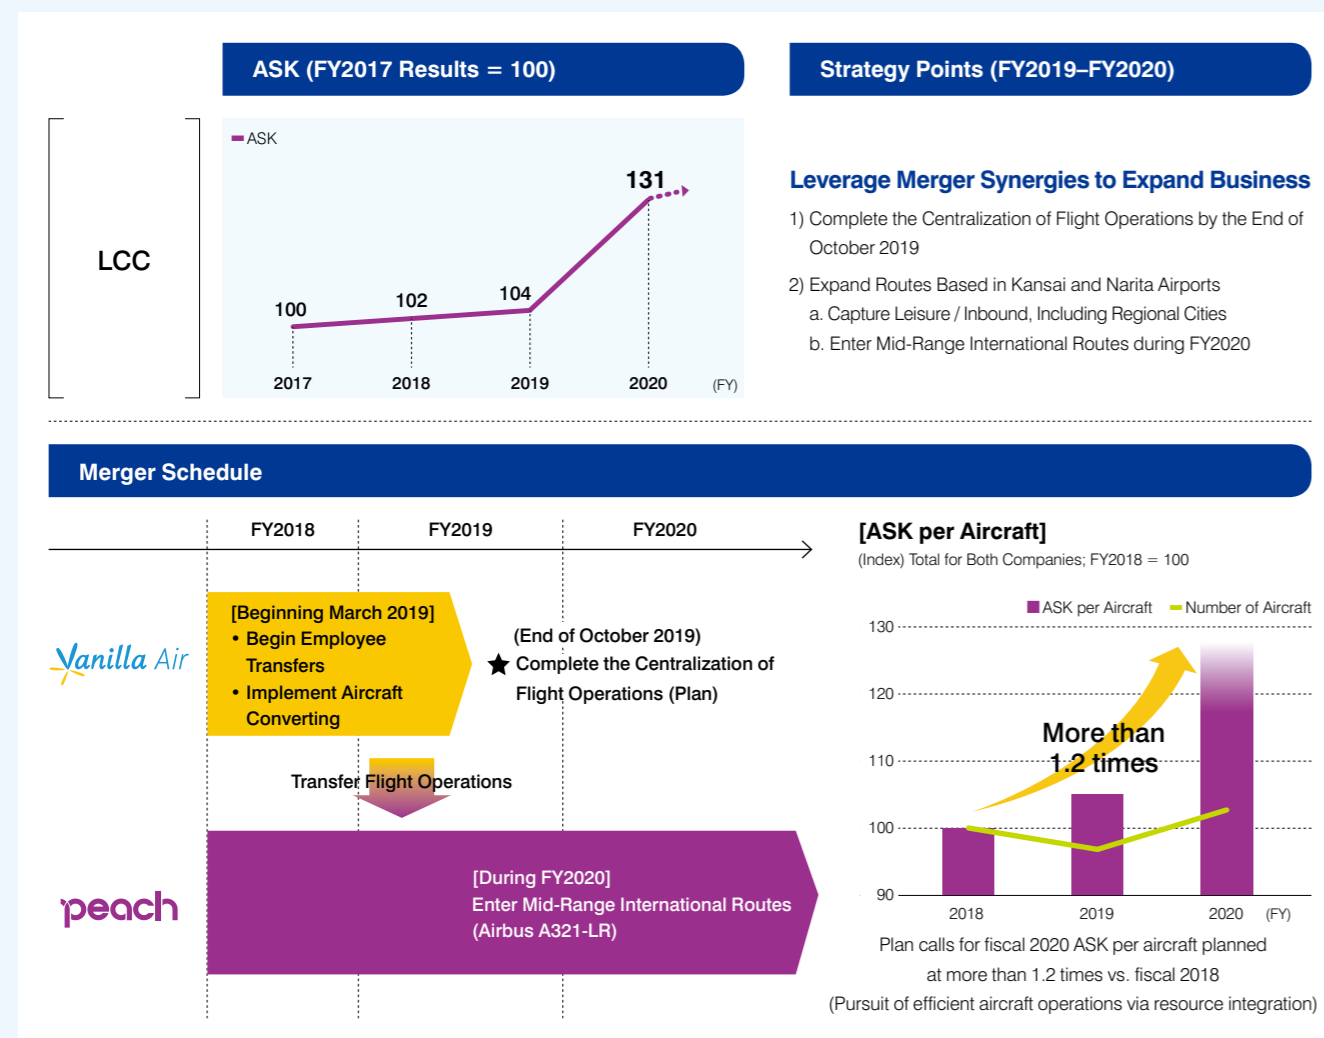 ASK (FY2017 Results = 100)
Strategy Points (FY2019–FY2020)
LCC
ASK
100
102
104
131
2017
2018
2019
2020
(FY)
Leverage Merger Synergies to Expand Business
1) Complete the Centralization of Flight Operations by the End of
October 2019
2) Expand Routes Based in Kansai and Narita Airports
a. Capture Leisure / Inbound, Including Regional Cities
b. Enter Mid-Range International Routes during FY2020
Merger Schedule
FY2018
FY2019
FY2020
Vanilla Air
[Beginning March 2019]
• Begin Employee
Transfers
• Implement Aircraft
Converting
(End of October 2019)
★ Complete the Centralization of
Flight Operations (Plan)
Transfer Flight Operations
peach
[During FY2020]
Enter Mid-Range International Routes
(Airbus A321-LR)
[ASK per Aircraft]
(Index) Total for Both Companies; FY2018 = 100
ASK per Aircraft
Number of Aircraft
130
120
110
100
90
More than
1.2 times
2018
2019
2020
(FY)
Plan calls for fiscal 2020 ASK per aircraft planned
at more than 1.2 times vs. fiscal 2018
(Pursuit of efficient aircraft operations via resource integration)